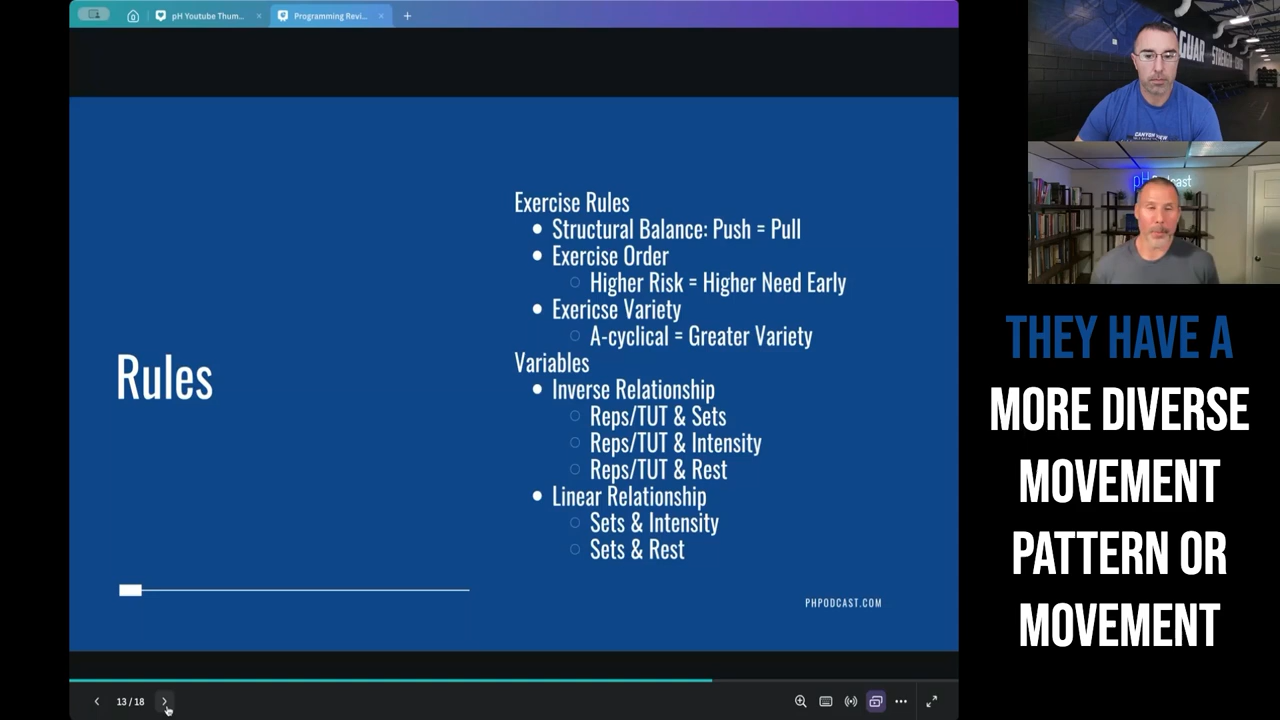 pH Youtube Thum...
Programming Revi...
Rules
Exercise Rules
Structural Balance: Push = Pull
Exercise Order
Higher Risk = Higher Need Early
Exericse Variety
A-cyclical = Greater Variety
Variables
Inverse Relationship
Reps/TUT & Sets
Reps/TUT & Intensity
Reps/TUT & Rest
Linear Relationship
Sets & Intensity
Sets & Rest
PHPODCAST.COM
13 / 18
THEY HAVE A
MORE DIVERSE
MOVEMENT
PATTERN OR
MOVEMENT